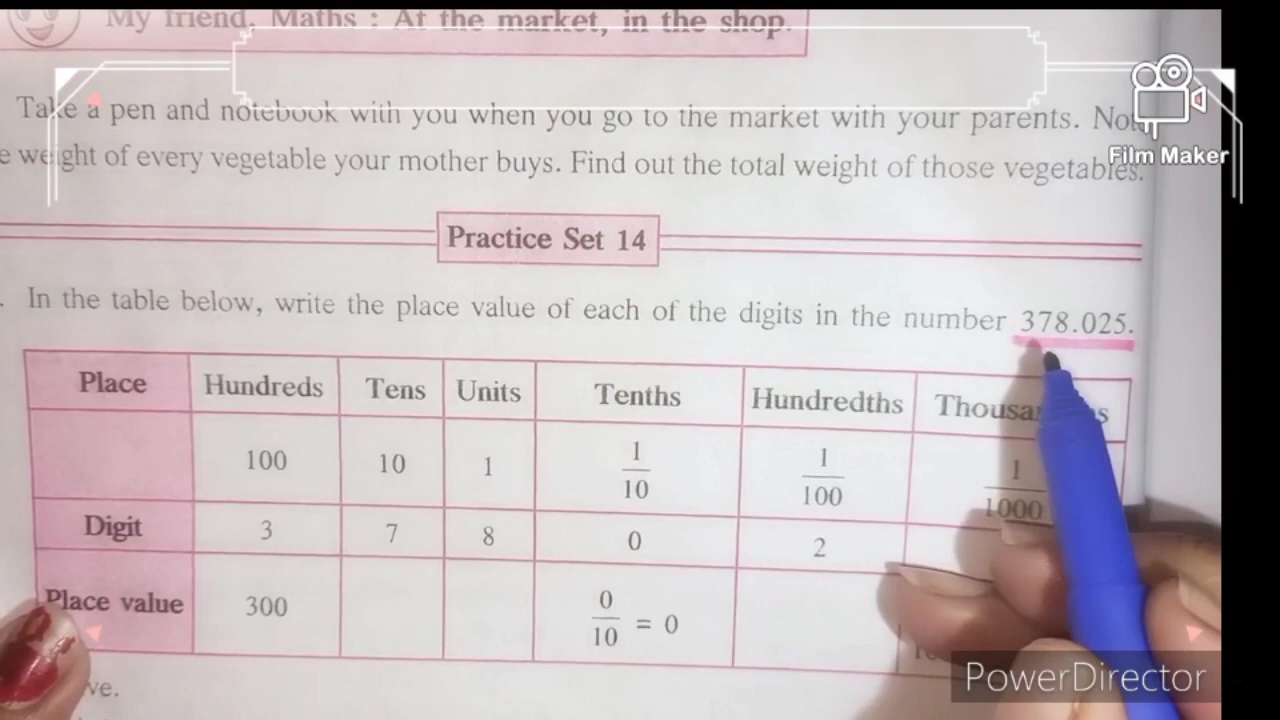 My friend, Maths : At the market, in the shop.
Take a pen and notebook with you when you go to the market with your parents.
weight of every vegetable your mother buys. Find out the total weight of those vegetables.
Film Maker
Practice Set 14
In the table below, write the place value of each of the digits in the number 378.025.
Place Hundreds Tens Units Tenths Hundredths
100 10 1 1/10 1/100 1/1000
Digit 3 7 8 0 2
Place value 300 0/10 = 0
PowerDirector